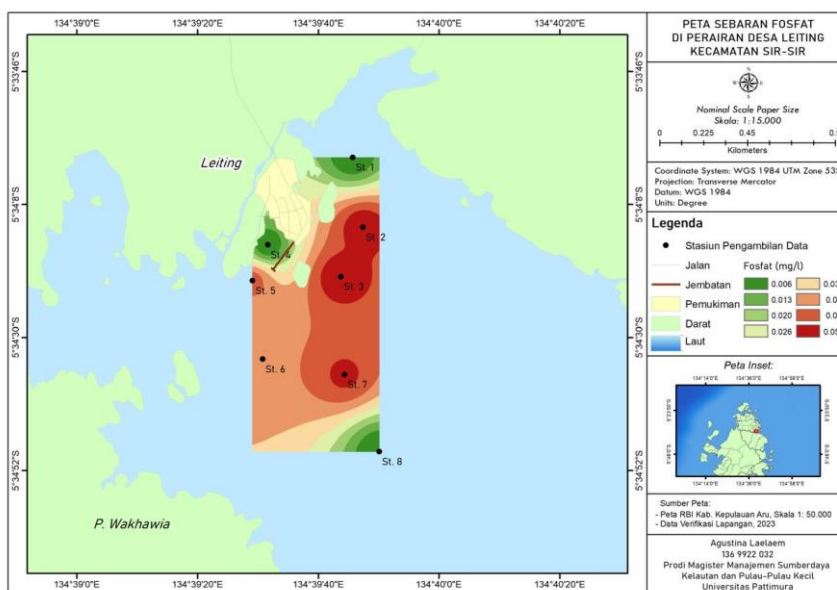 134°39'0"E 134°39'20"E 134°39'40"E 134°40'0"E 134°40'20"E
5°33'46"S
5°34'8"S
5°34'30"S
5°34'52"S
5°33'46"S
5°34'8"S
5°34'30"S
5°34'52"S
134°39'0"E 134°39'20"E 134°39'40"E 134°40'0"E 134°40'20"E
Leiting
St. 1
St. 2
St. 4
St. 3
St. 5
St. 6
St. 7
St. 8
P. Wakhawia
PETA SEBARAN FOSFAT
DI PERAIRAN DESA LEITING
KECAMATAN SIR-SIR
Nominal Scale Paper Size
Skala: 1:15.000
0 0.225 0.45
Kilometers
Coordinate System: WGS 1984 UTM Zone
Projection: Transverse Mercator
Datum: WGS 1984
Units: Degree
Legenda
Stasiun Pengambilan Data
Jalan
Jembatan
Pemukiman
Darat
Laut
Fosfat (mg/l)
0.006
0.013
0.020
0.026
Peta Inset:
Sumber Peta:
- Peta RBI Kab. Kepulauan Aru, Skala 1: 50.000
- Data Verifikasi Lapangan, 2023
Agustina Laelaem
136 9922 032
Prodi Magister Manajemen Sumberdaya
Kelautan dan Pulau-Pulau Kecil
Universitas Pattimura